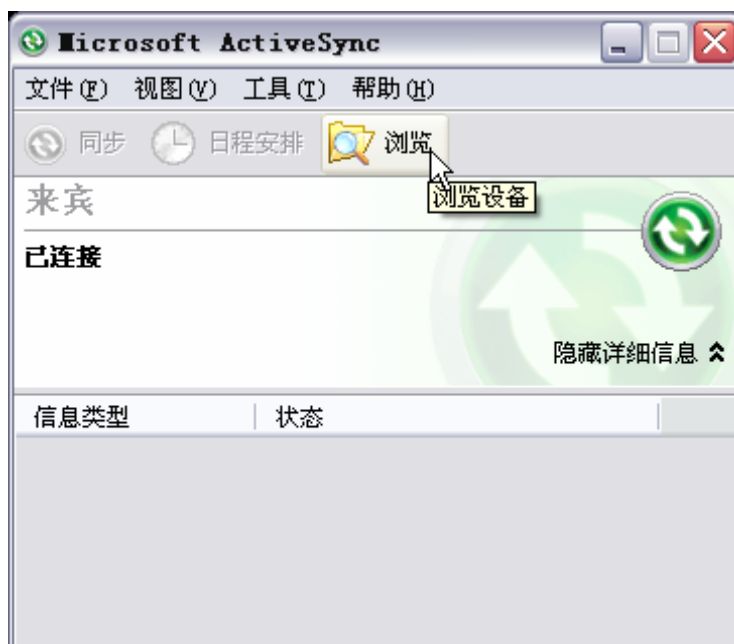 Microsoft ActiveSync
文件(F) 视图(V) 工具(T) 帮助(H)
同步 日程安排 浏览
浏览设备
来宾
已连接
隐藏详细信息
信息类型 状态